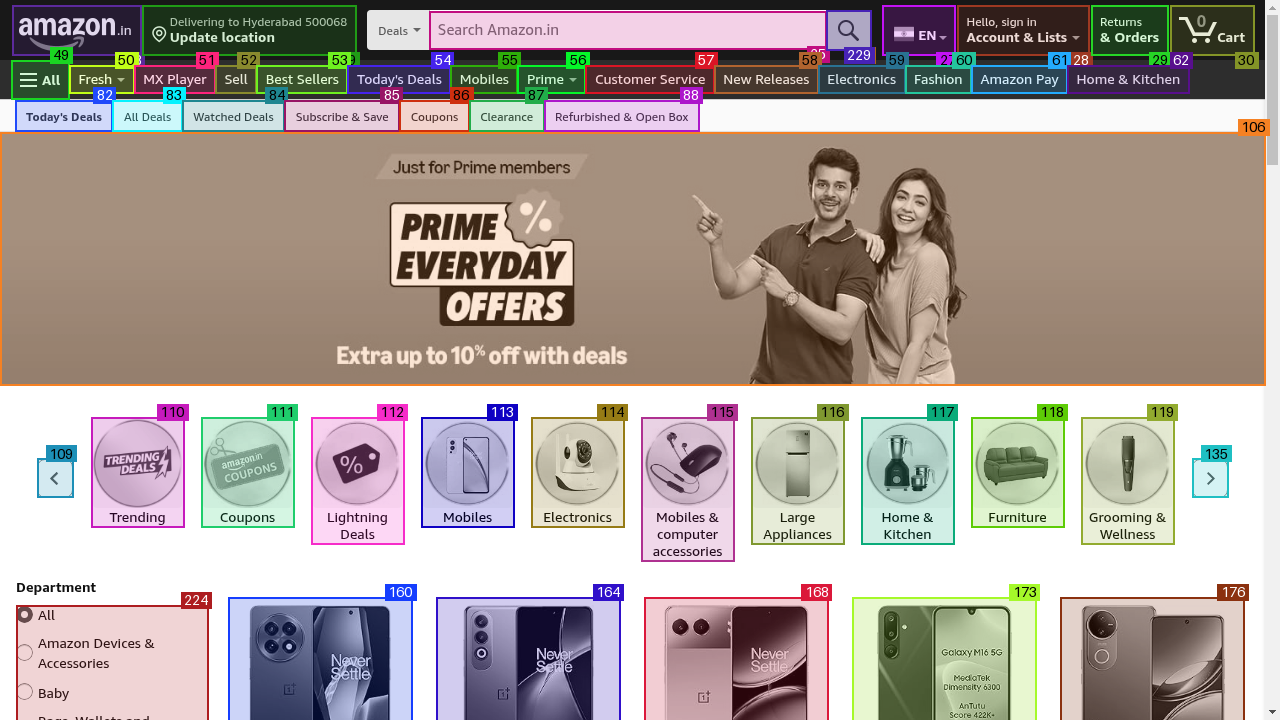 amazon.in
Delivering to Hyderabad 500068
Update location
Deals
Search Amazon.in
25
229
EN
Hello, sign in
Account & Lists
Returns
& Orders
0
Cart
49
50
51
52
53
54
55
56
57
58
59
27
60
61
28
29
62
30
All
Fresh
MX Player
Sell
Best Sellers
Today's Deals
Mobiles
Prime
Customer Service
New Releases
Electronics
Fashion
Amazon Pay
Home & Kitchen
82
83
84
85
86
87
88
Today's Deals
All Deals
Watched Deals
Subscribe & Save
Coupons
Clearance
Refurbished & Open Box
106
Just for Prime members
PRIME
EVERYDAY
OFFERS
%
Extra up to 10% off with deals
109
110
111
112
113
114
115
116
117
118
119
135
TRENDING
DEALS
amazon.in
COUPONS
%
Trending
Coupons
Lightning
Deals
Mobiles
Electronics
Mobiles &
computer
accessories
Large
Appliances
Home &
Kitchen
Furniture
Grooming &
Wellness
Department
224
All
Amazon Devices &
Accessories
Baby
160
164
168
173
176
Never
Settle
Never
Settle
Never
Settle
Galaxy M16 5G
MediaTek
Dimensity 6300
AnTuTu
Score 422K+